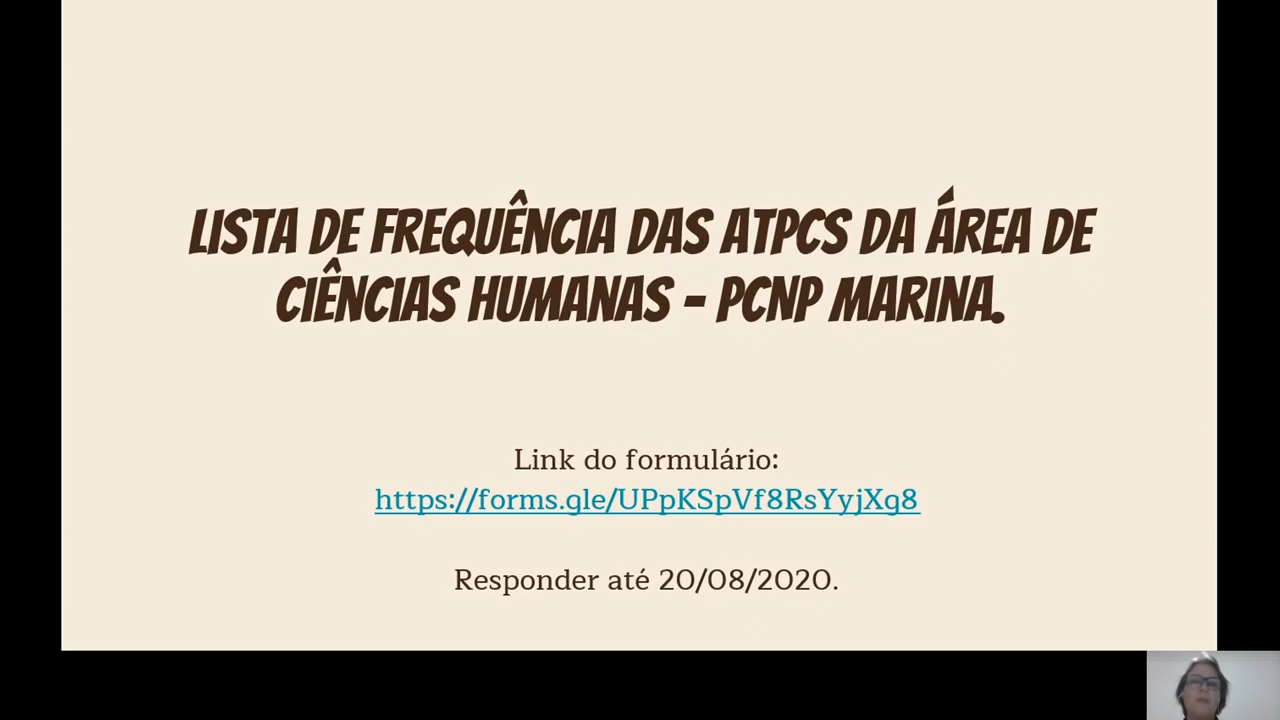 LISTA DE FREQUÊNCIA DAS ATPCS DA ÁREA DE
CIÊNCIAS HUMANAS - PCNP MARINA.
Link do formulário:
https://forms.gle/UPpKSpVf8RsYyjXg8
Responder até 20/08/2020.